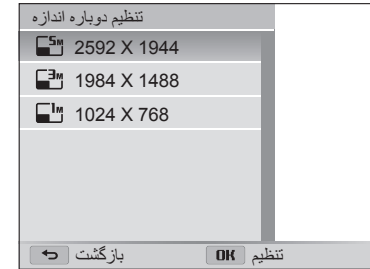 تنظیم دوباره اندازه
5M 2592 X 1944
3M 1984 X 1488
1M 1024 X 768
بازگشت OK تنظیم